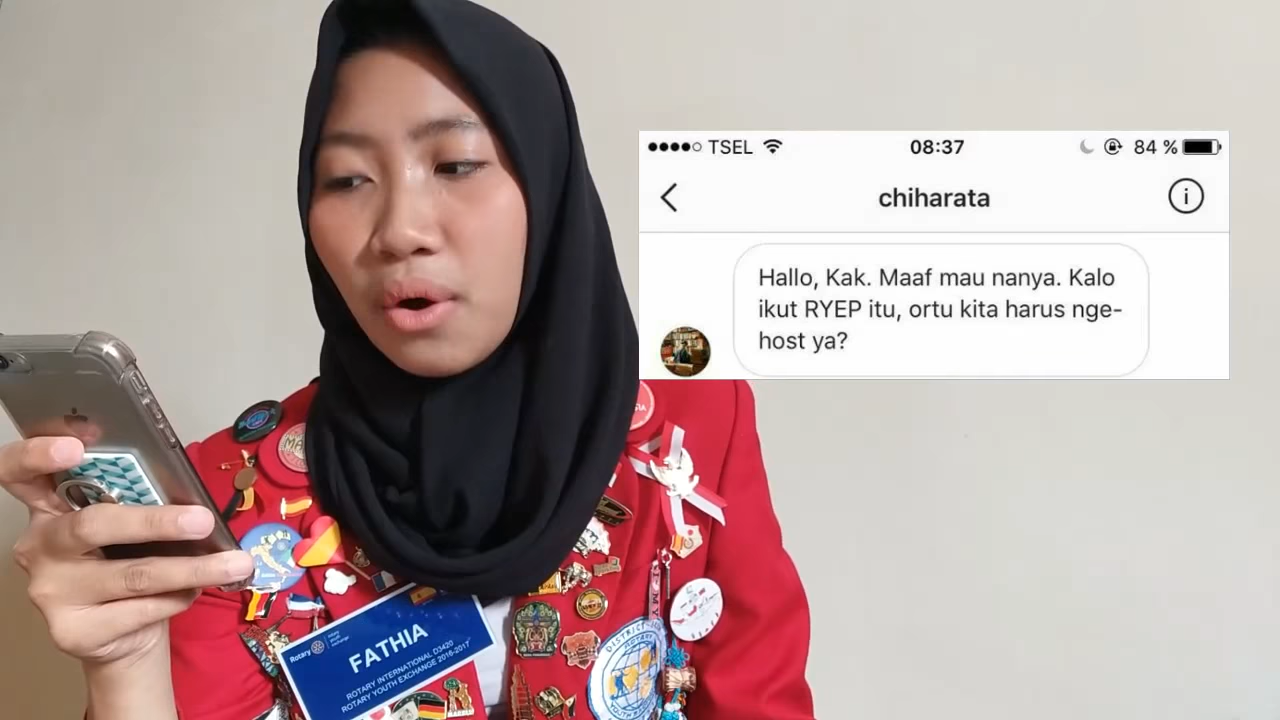 TSEL
08:37
84 %
chiharata
Hallo, Kak. Maaf mau nanya. Kalo
ikut RYEP itu, ortu kita harus nge-
host ya?
Rotary
FATHIA
ROTARY INTERNATIONAL D3420
ROTARY YOUTH EXCHANGE 2016-2017